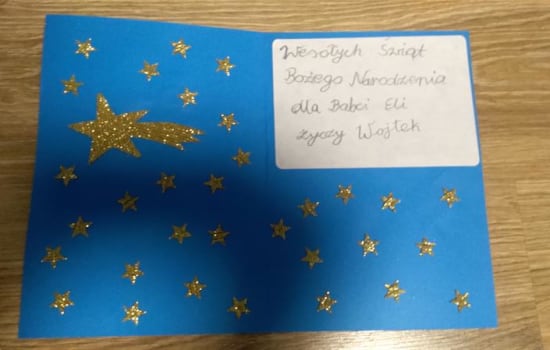 Wesołych Świąt
Bożego Narodzenia
dla Babci Eli
życzy Wojtek